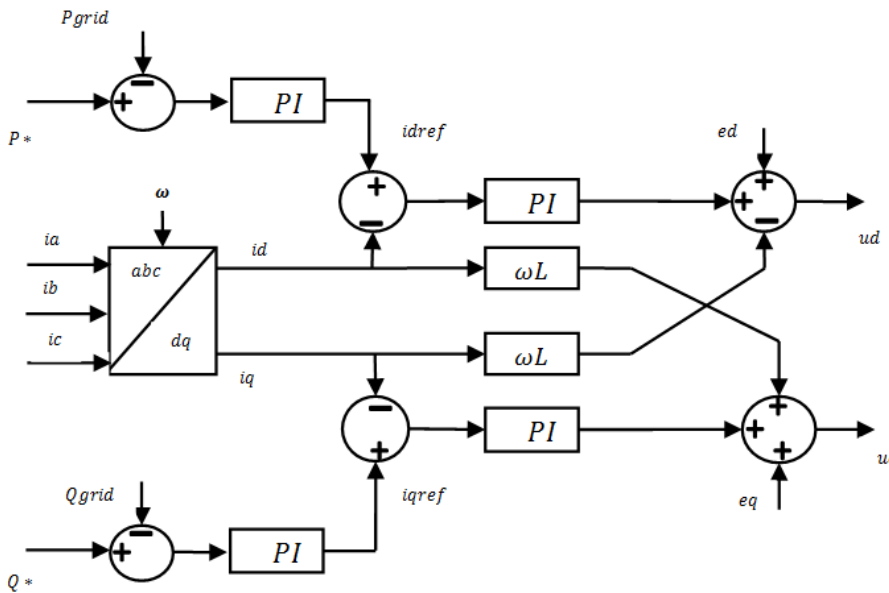 Pgrid
−
+
PI
P *
idref
ed
+
−
PI
+
+
−
ud
ω
ia
ib
ic
abc
dq
id
iq
ωL
ωL
−
+
PI
+
+
+
u
iqref
eq
Qgrid
−
+
PI
Q *